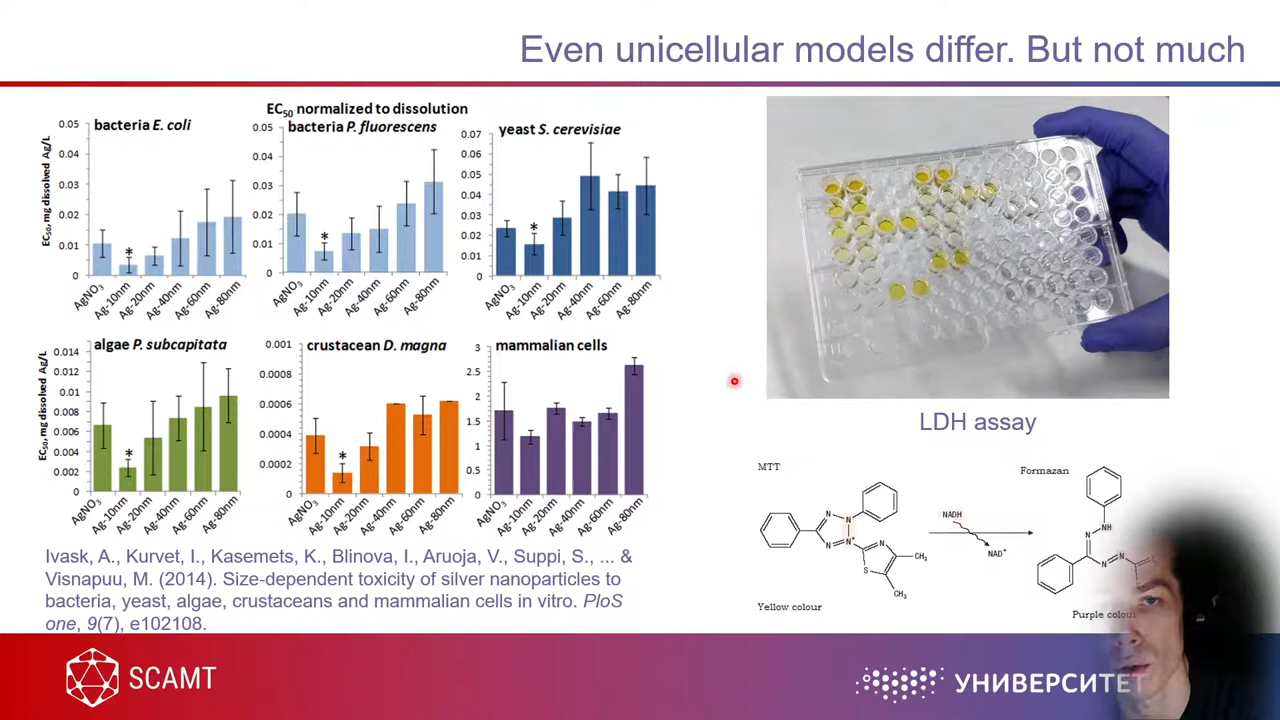 Even unicellular models differ. But not much
EC50 normalized to dissolution
bacteria E. coli
EC50, mg dissolved Ag/L
0.05
0.04
0.03
0.02
0.01
0
AgNO3
Ag-10nm
Ag-20nm
Ag-40nm
Ag-60nm
Ag-80nm
*
bacteria P. fluorescens
0.05
0.04
0.03
0.02
0.01
0
AgNO3
Ag-10nm
Ag-20nm
Ag-40nm
Ag-60nm
Ag-80nm
*
yeast S. cerevisiae
0.07
0.06
0.05
0.04
0.03
0.02
0.01
0
AgNO3
Ag-10nm
Ag-20nm
Ag-40nm
Ag-60nm
Ag-80nm
*
algae P. subcapitata
EC50, mg dissolved Ag/L
0.014
0.012
0.01
0.008
0.006
0.004
0.002
0
AgNO3
Ag-10nm
Ag-20nm
Ag-40nm
Ag-60nm
Ag-80nm
*
crustacean D. magna
0.001
0.0008
0.0006
0.0004
0.0002
0
AgNO3
Ag-10nm
Ag-20nm
Ag-40nm
Ag-60nm
Ag-80nm
*
mammalian cells
3
2.5
2
1.5
1
0.5
0
AgNO3
Ag-10nm
Ag-20nm
Ag-40nm
Ag-60nm
Ag-80nm
Ivask, A., Kurvet, I., Kasemets, K., Blinova, I., Aruoja, V., Suppi, S., ... &
Visnapuu, M. (2014). Size-dependent toxicity of silver nanoparticles to
bacteria, yeast, algae, crustaceans and mammalian cells in vitro. PloS
one, 9(7), e102108.
LDH assay
MTT
Formazan
N
N
N
N+
N
S
CH3
CH3
NADH
NAD+
N
NH
N
N
Yellow colour
Purple colou
SCAMT
УНИВЕРСИТЕТ